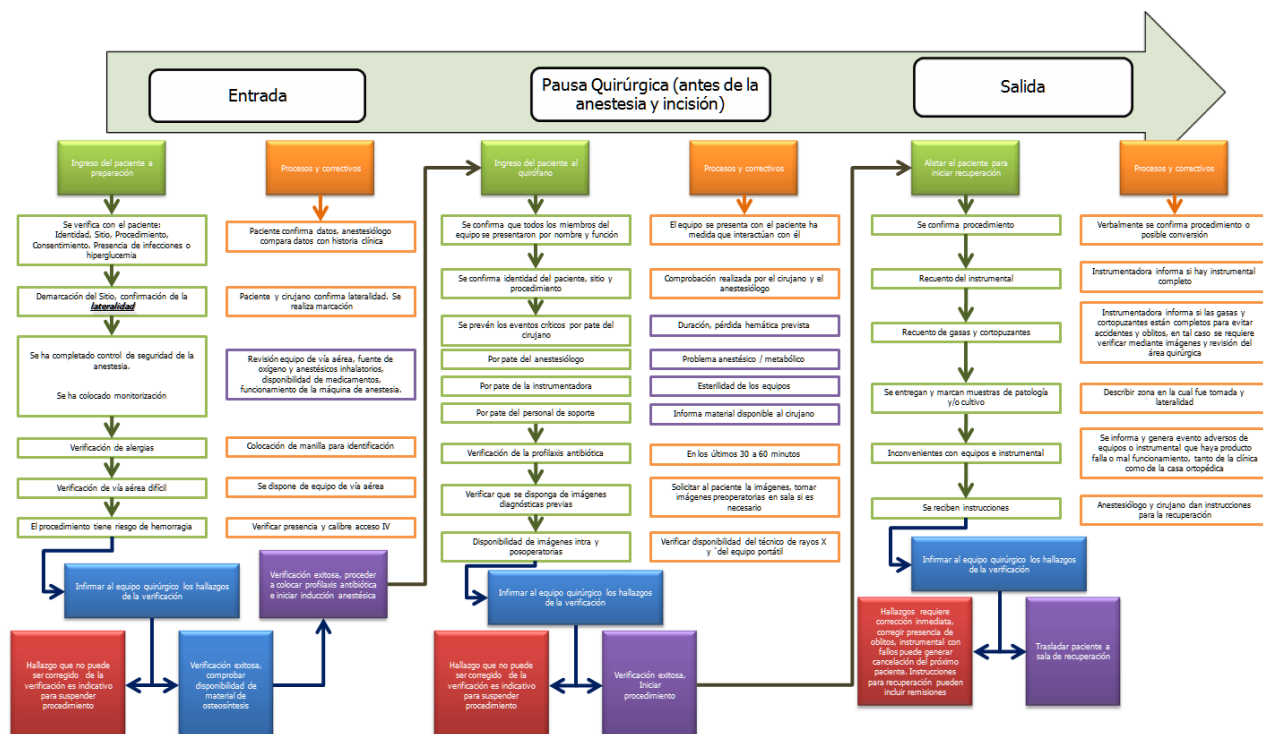 Entrada
Pausa Quirúrgica (antes de la
anestesia y incisión)
Salida
Ingreso del paciente a
preparación
Se verifica con el paciente:
Identidad, Sitio, Procedimiento,
Consentimiento. Presencia de infecciones o
hiperglucemia
Demarcación del Sitio, confirmación de la
lateralidad
Se ha completado control de seguridad de la
anestesia.
Se ha colocado monitorización
Verificación de alergias
Verificación de vía aérea difícil
El procedimiento tiene riesgo de hemorragia
Infirmar al equipo quirúrgico los hallazgos
de la verificación
Hallazgo que no puede
ser corregido de la
verificación es indicativo
para suspender
procedimiento
Verificación exitosa,
comprobar
disponibilidad de
material de
osteosíntesis
Procesos y correctivos
Paciente confirma datos, anestesiólogo
compara datos con historia clínica
Paciente y cirujano confirma lateralidad. Se
realiza marcación
Revisión equipo de vía aérea, fuente de
oxígeno y anestésicos inhalatorios,
disponibilidad de medicamentos,
funcionamiento de la máquina de anestesia.
Colocación de manilla para identificación
Se dispone de equipo de vía aérea
Verificar presencia y calibre acceso IV
Verificación exitosa, proceder
a colocar profilaxis antibiótica
e iniciar inducción anestésica
Ingreso del paciente al
quirófano
Se confirma que todos los miembros del
equipo se presentaron por nombre y función
Se confirma identidad del paciente, sitio y
procedimiento
Se prevén los eventos críticos por pate del
cirujano
Por pate del anestesiólogo
Por pate de la instrumentadora
Por pate del personal de soporte
Verificación de la profilaxis antibiótica
Verificar que se disponga de imágenes
diagnósticas previas
Disponibilidad de imágenes intra y
posoperatorias
Infirmar al equipo quirúrgico los hallazgos
de la verificación
Hallazgo que no puede
ser corregido de la
verificación es indicativo
para suspender
procedimiento
Verificación exitosa,
Iniciar
procedimiento
Procesos y correctivos
El equipo se presenta con el paciente ha
medida que interactúan con él
Comprobación realizada por el cirujano y el
anestesiólogo
Duración, pérdida hemática prevista
Problema anestésico / metabólico
Esterilidad de los equipos
Informa material disponible al cirujano
En los últimos 30 a 60 minutos
Solicitar al paciente la imágenes, tomar
imágenes preoperatorias en sala si es
necesario
Verificar disponibilidad del técnico de rayos X
y ´del equipo portátil
Alistar el paciente para
iniciar recuperación
Se confirma procedimiento
Recuento del instrumental
Recuento de gasas y cortopuzantes
Se entregan y marcan muestras de patología
y/o cultivo
Inconvenientes con equipos e instrumental
Se reciben instrucciones
Infirmar al equipo quirúrgico los hallazgos
de la verificación
Hallazgos requiere
corrección inmediata,
corregir presencia de
oblitos, instrumental con
fallos puede generar
cancelación del próximo
paciente. Instrucciones
para recuperación pueden
incluir remisiones
Trasladar paciente a
sala de recuperación
Procesos y correctivos
Verbalmente se confirma procedimiento o
posible conversión
Instrumentadora informa si hay instrumental
completo
Instrumentadora informa si las gasas y
cortopuzantes están completos para evitar
accidentes y oblitos, en tal caso se requiere
verificar mediante imágenes y revisión del
área quirúrgica
Describir zona en la cual fue tomada y
lateralidad
Se informa y genera evento adversos de
equipos o instrumental que haya producto
falla o mal funcionamiento, tanto de la clínica
como de la casa ortopédica
Anestesiólogo y cirujano dan instrucciones
para la recuperación